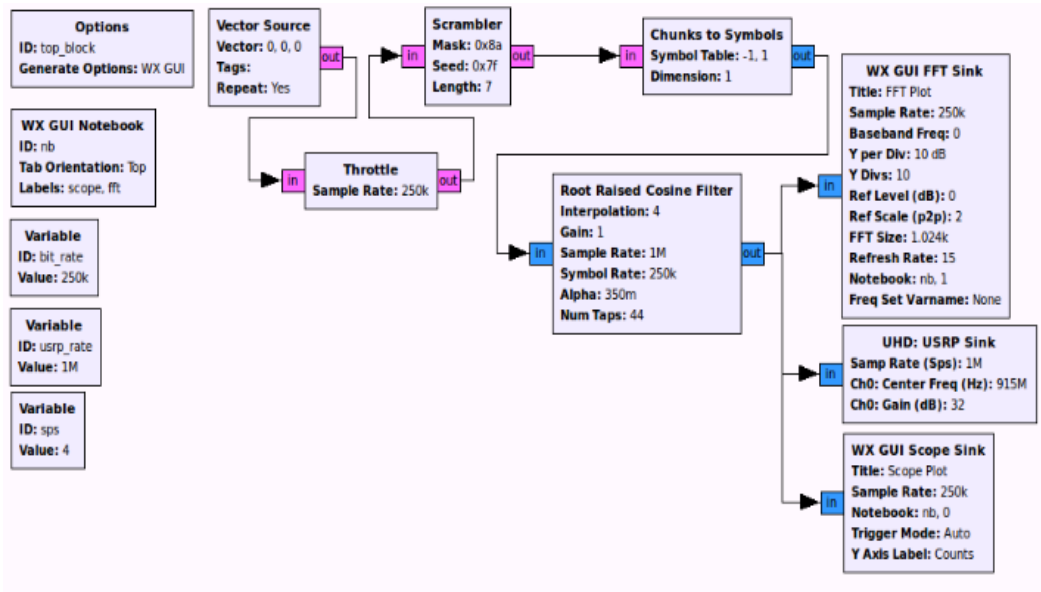 Options
ID: top_block
Generate Options: WX GUI
WX GUI Notebook
ID: nb
Tab Orientation: Top
Labels: scope, fft
Variable
ID: bit_rate
Value: 250k
Variable
ID: usrp_rate
Value: 1M
Variable
ID: sps
Value: 4
Vector Source
Vector: 0, 0, 0
Tags:
Repeat: Yes
out
in
Throttle
Sample Rate: 250k
out
in
Scrambler
Mask: 0x8a
Seed: 0x7f
Length: 7
out
in
Chunks to Symbols
Symbol Table: -1, 1
Dimension: 1
out
in
Root Raised Cosine Filter
Interpolation: 4
Gain: 1
Sample Rate: 1M
Symbol Rate: 250k
Alpha: 350m
Num Taps: 44
out
in
WX GUI FFT Sink
Title: FFT Plot
Sample Rate: 250k
Baseband Freq: 0
Y per Div: 10 dB
Y Divs: 10
Ref Level (dB): 0
Ref Scale (p2p): 2
FFT Size: 1.024k
Refresh Rate: 15
Notebook: nb, 1
Freq Set Varname: None
in
UHD: USRP Sink
Samp Rate (Sps): 1M
Ch0: Center Freq (Hz): 915M
Ch0: Gain (dB): 32
in
WX GUI Scope Sink
Title: Scope Plot
Sample Rate: 250k
Notebook: nb, 0
Trigger Mode: Auto
Y Axis Label: Counts